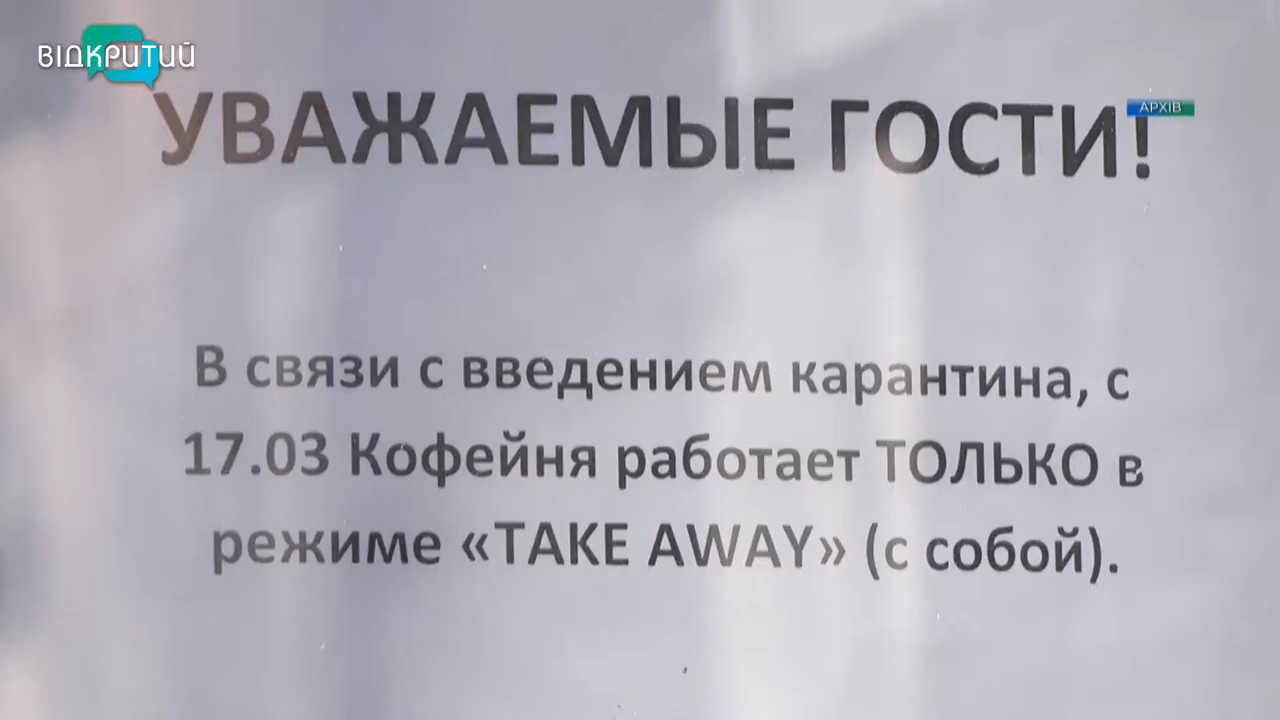 ВІДКРИТИЙ
АРХІВ
УВАЖАЕМЫЕ ГОСТИ!
В связи с введением карантина, с
17.03 Кофейня работает ТОЛЬКО в
режиме «TAKE AWAY» (с собой).